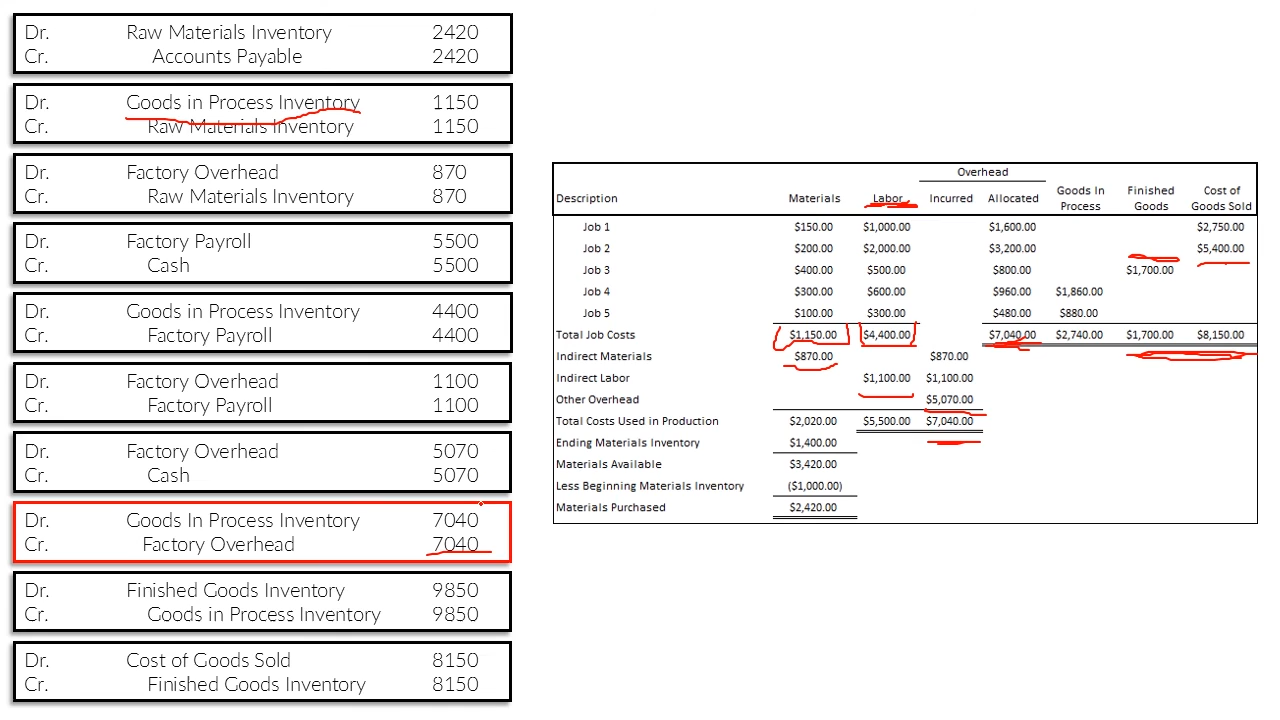 Dr. Raw Materials Inventory 2420
Cr. Accounts Payable 2420
Dr. Goods in Process Inventory 1150
Cr. Raw Materials Inventory 1150
Dr. Factory Overhead 870
Cr. Raw Materials Inventory 870
Dr. Factory Payroll 5500
Cr. Cash 5500
Dr. Goods in Process Inventory 4400
Cr. Factory Payroll 4400
Dr. Factory Overhead 1100
Cr. Factory Payroll 1100
Dr. Factory Overhead 5070
Cr. Cash 5070
Dr. Goods In Process Inventory 7040
Cr. Factory Overhead 7040
Dr. Finished Goods Inventory 9850
Cr. Goods in Process Inventory 9850
Dr. Cost of Goods Sold 8150
Cr. Finished Goods Inventory 8150
Overhead
Goods In Finished Cost of
Description Materials Labor Incurred Allocated
Process Goods Goods Sold
Job 1 $150.00 $1,000.00 $1,600.00 $2,750.00
Job 2 $200.00 $2,000.00 $3,200.00 $5,400.00
Job 3 $400.00 $500.00 $800.00 $1,700.00
Job 4 $300.00 $600.00 $960.00 $1,860.00
Job 5 $100.00 $300.00 $480.00 $880.00
Total Job Costs $1,150.00 $4,400.00 $7,040.00 $2,740.00 $1,700.00 $8,150.00
Indirect Materials $870.00 $870.00
Indirect Labor $1,100.00 $1,100.00
Other Overhead $5,070.00
Total Costs Used in Production $2,020.00 $5,500.00 $7,040.00
Ending Materials Inventory $1,400.00
Materials Available $3,420.00
Less Beginning Materials Inventory ($1,000.00)
Materials Purchased $2,420.00